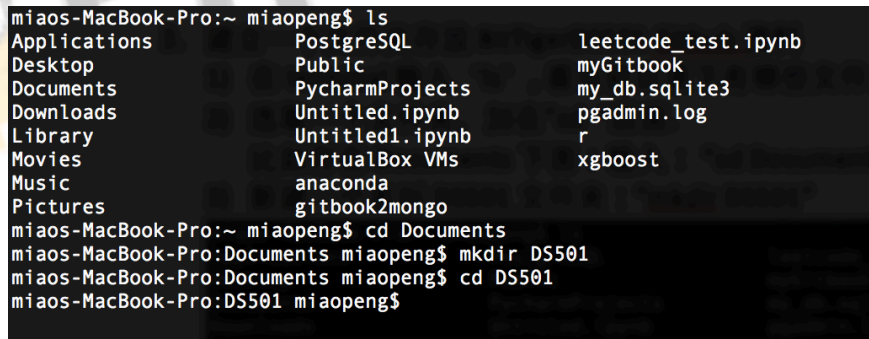 miaos-MacBook-Pro:~ miaopeng$ ls
Applications PostgreSQL leetcode_test.ipynb
Desktop Public myGitbook
Documents PycharmProjects my_db.sqlite3
Downloads Untitled.ipynb pgadmin.log
Library Untitled1.ipynb r
Movies VirtualBox VMs xgboost
Music anaconda
Pictures gitbook2mongo
miaos-MacBook-Pro:~ miaopeng$ cd Documents
miaos-MacBook-Pro:Documents miaopeng$ mkdir DS501
miaos-MacBook-Pro:Documents miaopeng$ cd DS501
miaos-MacBook-Pro:DS501 miaopeng$